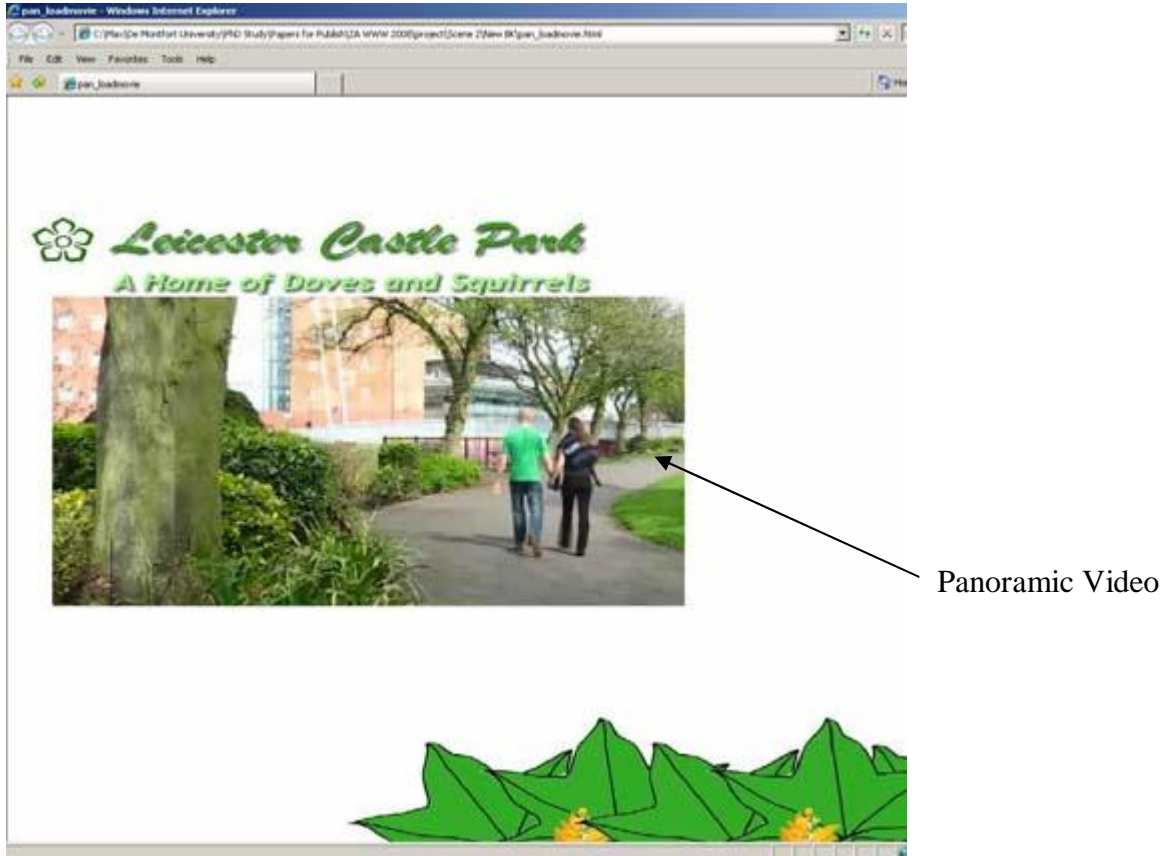 pan_loadmovie - Windows Internet Explorer
File Edit View Favorites Tools Help
pan_loadmovie
Leicester Castle Park
A Home of Doves and Squirrels
Panoramic Video